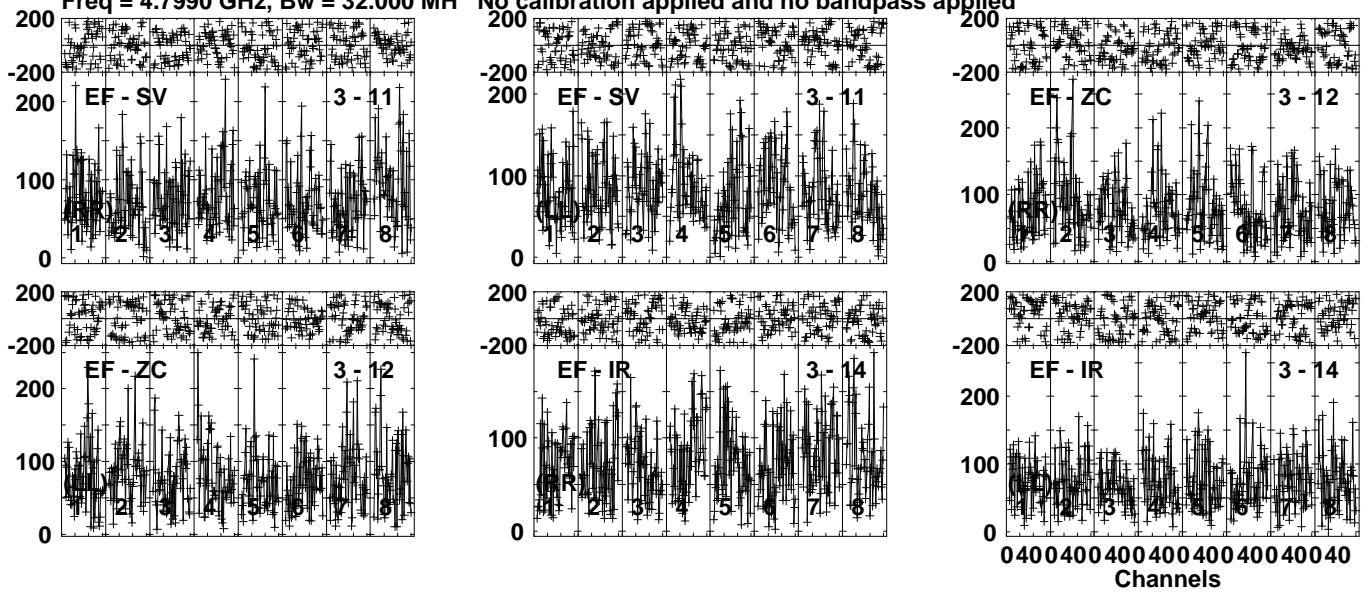 Freq = 4.7990 GHz, Bw = 32.000 MH No calibration applied and no bandpass applied
200 200 200
-200 -200 -200
EF - SV 3 - 11 EF - SV 3 - 11 EF - ZC 3 - 12
200 200 200
100 100 100
(RR) (LL) (RR)
1 2 3 4 5 6 7 8 1 2 3 4 5 6 7 8 1 2 3 4 5 6 7 8
0 0 0
200 200 200
-200 -200 -200
EF - ZC 3 - 12 EF - IR 3 - 14 EF - IR 3 - 14
200 200
100 100 100
(LL) (RR) (LL)
1 2 3 4 5 6 7 8 1 2 3 4 5 6 7 8 1 2 3 4 5 6 7 8
0 0 0
0 40 0 40 0 40 0 40 0 40 0 40 0 40 0 40
Channels